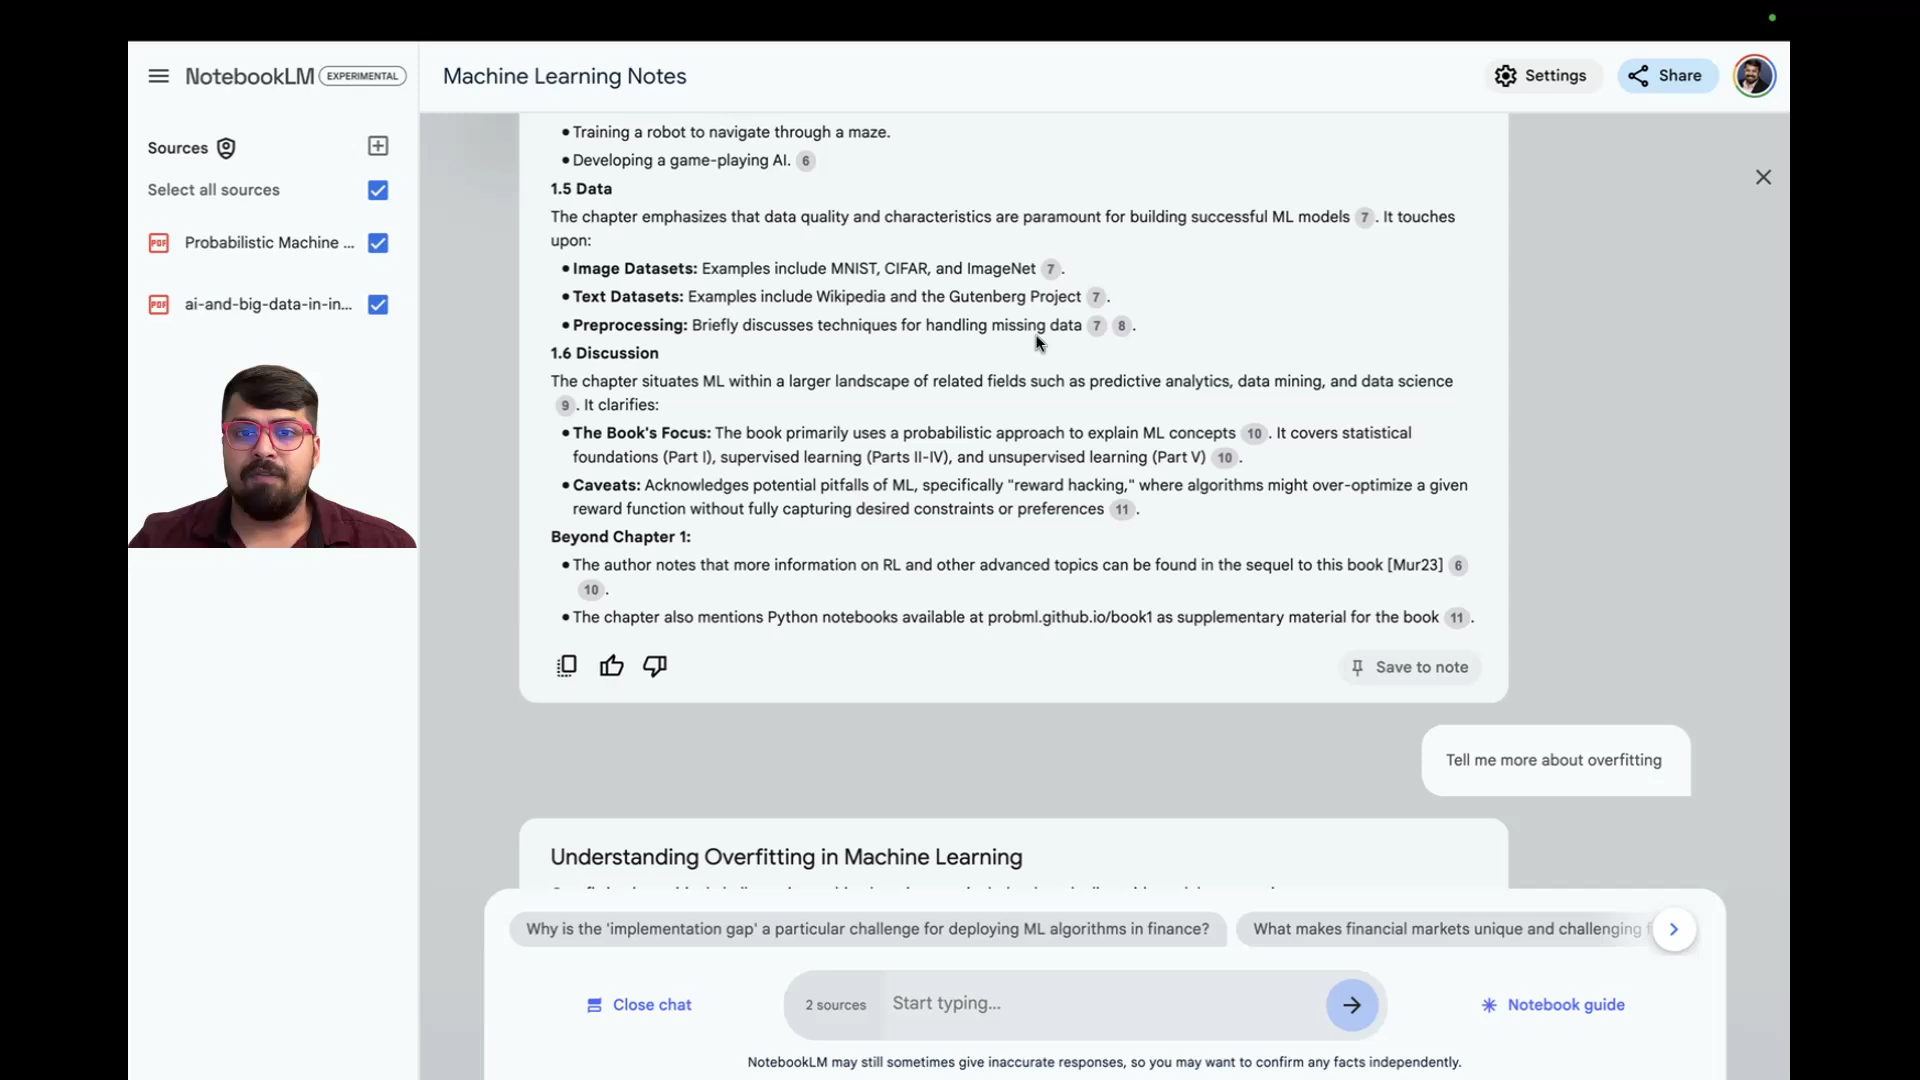 NotebookLM EXPERIMENTAL
Machine Learning Notes
Settings
Share
Sources
Select all sources
PDF Probabilistic Machine ...
PDF ai-and-big-data-in-in...
• Training a robot to navigate through a maze.
• Developing a game-playing AI. 6
1.5 Data
The chapter emphasizes that data quality and characteristics are paramount for building successful ML models 7. It touches
upon:
• Image Datasets: Examples include MNIST, CIFAR, and ImageNet 7.
• Text Datasets: Examples include Wikipedia and the Gutenberg Project 7.
• Preprocessing: Briefly discusses techniques for handling missing data 7 8.
1.6 Discussion
The chapter situates ML within a larger landscape of related fields such as predictive analytics, data mining, and data science
9. It clarifies:
• The Book's Focus: The book primarily uses a probabilistic approach to explain ML concepts 10. It covers statistical
foundations (Part I), supervised learning (Parts II-IV), and unsupervised learning (Part V) 10.
• Caveats: Acknowledges potential pitfalls of ML, specifically "reward hacking," where algorithms might over-optimize a given
reward function without fully capturing desired constraints or preferences 11.
Beyond Chapter 1:
• The author notes that more information on RL and other advanced topics can be found in the sequel to this book [Mur23] 6
10.
• The chapter also mentions Python notebooks available at probml.github.io/book1 as supplementary material for the book 11.
Save to note
Tell me more about overfitting
Understanding Overfitting in Machine Learning
Why is the 'implementation gap' a particular challenge for deploying ML algorithms in finance?
What makes financial markets unique and challenging
Close chat
2 sources
Start typing...
Notebook guide
NotebookLM may still sometimes give inaccurate responses, so you may want to confirm any facts independently.